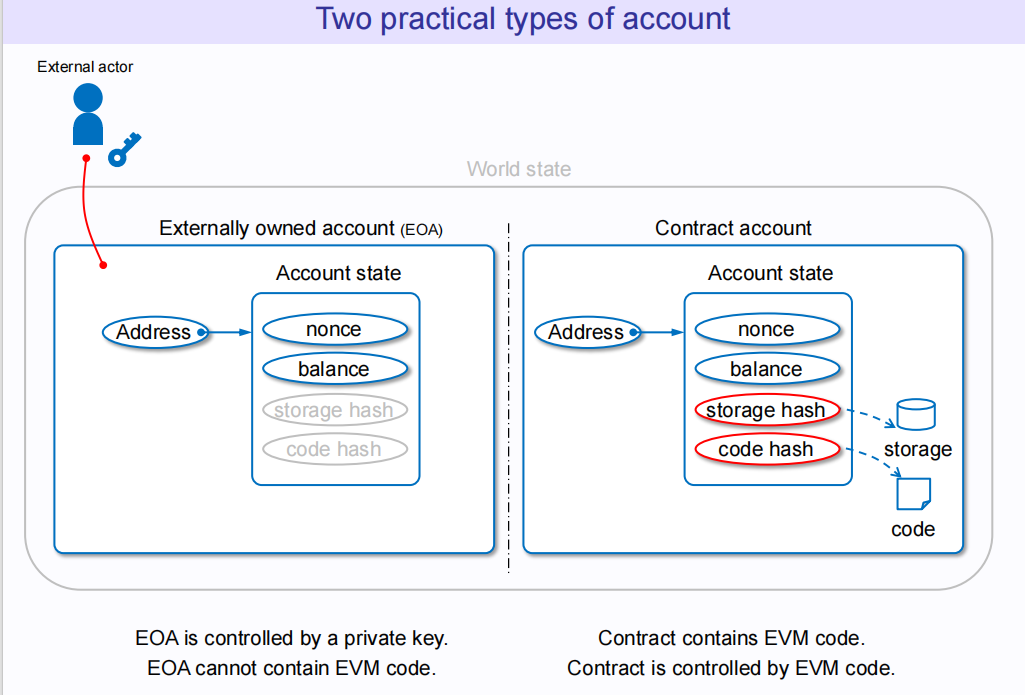 Two practical types of account
External actor
World state
Externally owned account (EOA)
Account state
Address
nonce
balance
storage hash
code hash
Contract account
Account state
Address
nonce
balance
storage hash
code hash
storage
code
EOA is controlled by a private key.
EOA cannot contain EVM code.
Contract contains EVM code.
Contract is controlled by EVM code.